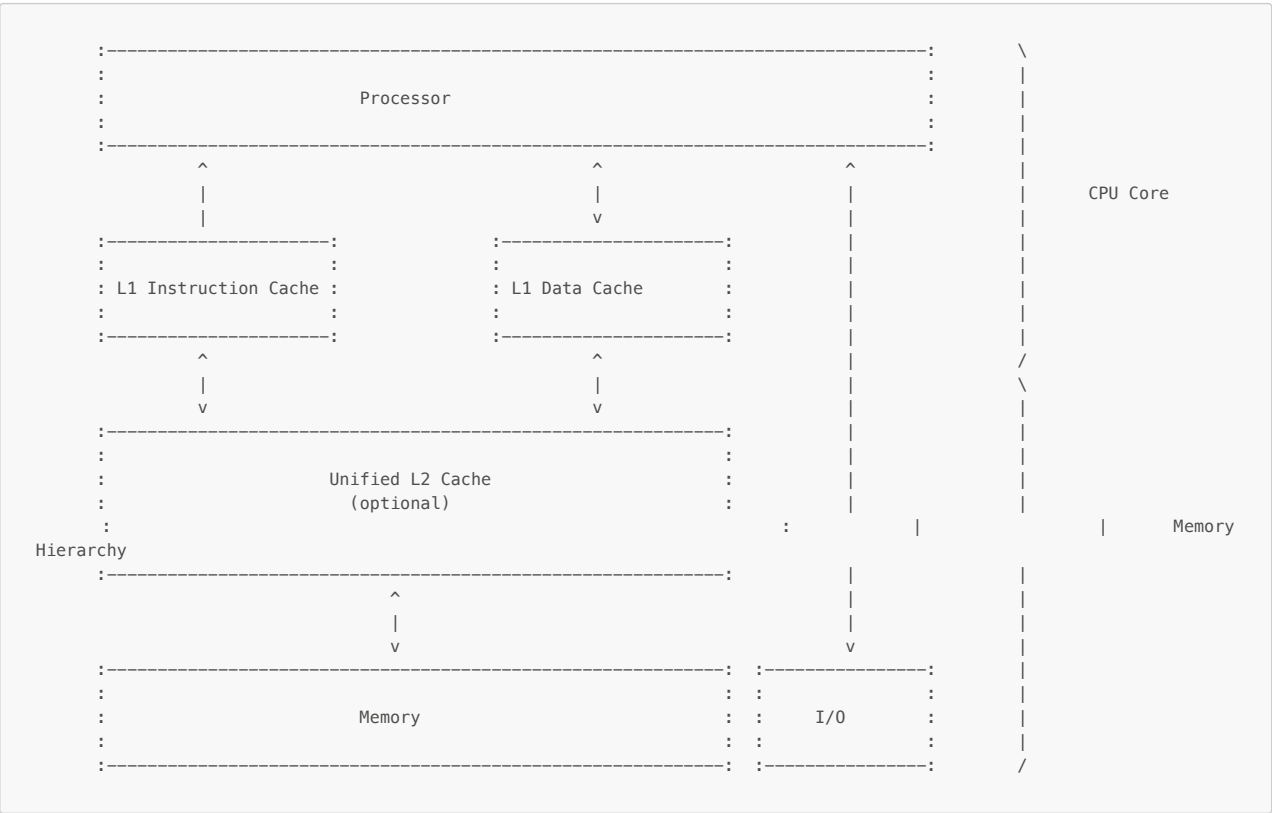 Processor
CPU Core
L1 Instruction Cache L1 Data Cache
Unified L2 Cache
(optional)
Memory
Hierarchy
Memory I/O